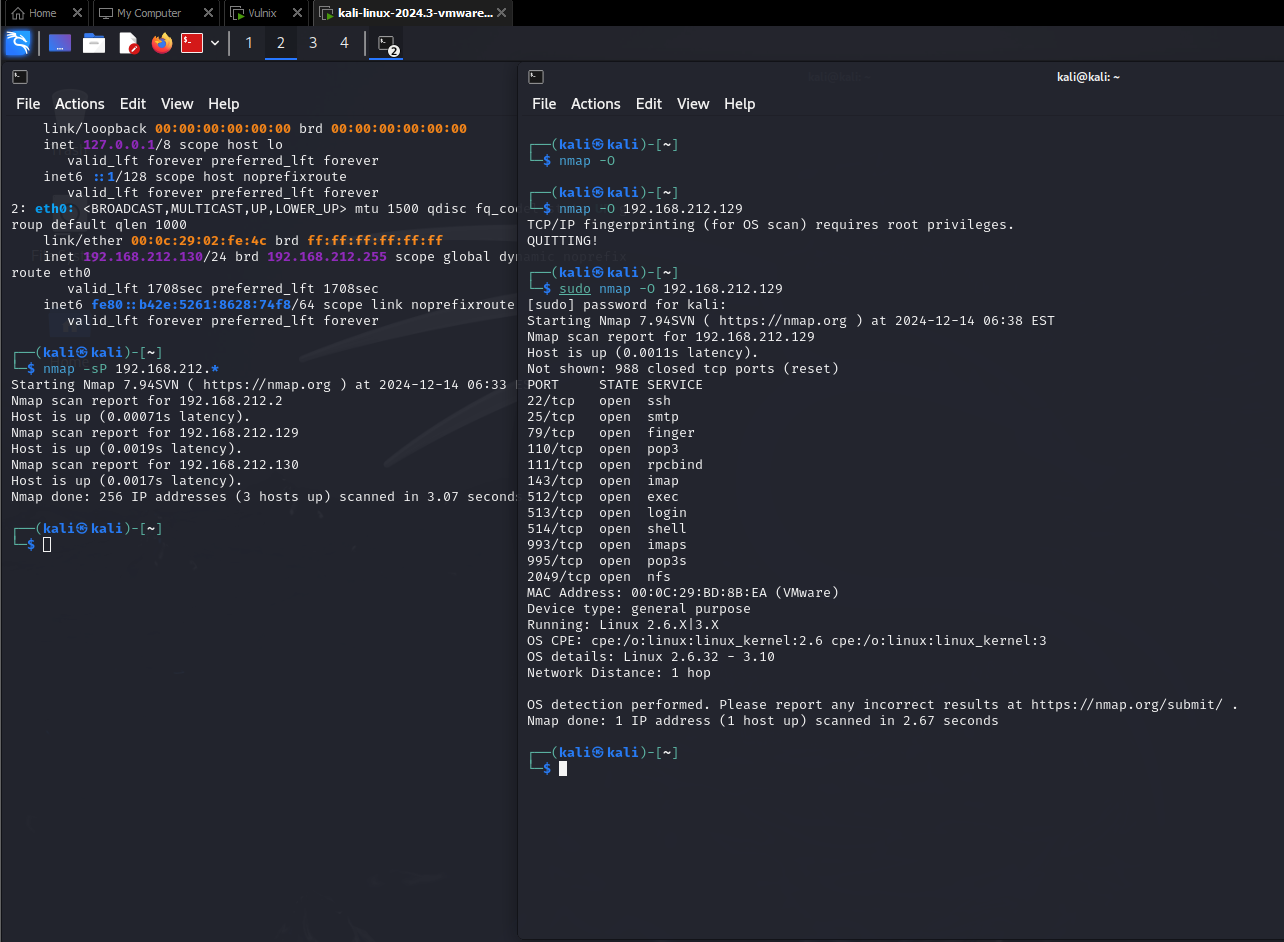 Home
My Computer
Vulnix
kali-linux-2024.3-vmware...
1 2 3 4
2
File Actions Edit View Help
link/loopback 00:00:00:00:00:00 brd 00:00:00:00:00:00
inet 127.0.0.1/8 scope host lo
valid_lft forever preferred_lft forever
inet6 ::1/128 scope host noprefixroute
valid_lft forever preferred_lft forever
2: eth0: <BROADCAST,MULTICAST,UP,LOWER_UP> mtu 1500 qdisc fq_co
roup default qlen 1000
link/ether 00:0c:29:02:fe:4c brd ff:ff:ff:ff:ff:ff
inet 192.168.212.130/24 brd 192.168.212.255 scope global dynamic noprefix
route eth0
valid_lft 1708sec preferred_lft 1708sec
inet6 fe80::b42e:5261:8628:74f8/64 scope link noprefixroute
valid_lft forever preferred_lft forever
┌──(kali㉿kali)-[~]
└─$ nmap -sP 192.168.212.*
Starting Nmap 7.94SVN ( https://nmap.org ) at 2024-12-14 06:33 E
Nmap scan report for 192.168.212.2
Host is up (0.00071s latency).
Nmap scan report for 192.168.212.129
Host is up (0.0019s latency).
Nmap scan report for 192.168.212.130
Host is up (0.0017s latency).
Nmap done: 256 IP addresses (3 hosts up) scanned in 3.07 seconds
┌──(kali㉿kali)-[~]
└─$
kali@kali: ~
File Actions Edit View Help
┌──(kali㉿kali)-[~]
└─$ nmap -O
┌──(kali㉿kali)-[~]
└─$ nmap -O 192.168.212.129
TCP/IP fingerprinting (for OS scan) requires root privileges.
QUITTING!
┌──(kali㉿kali)-[~]
└─$ sudo nmap -O 192.168.212.129
[sudo] password for kali:
Starting Nmap 7.94SVN ( https://nmap.org ) at 2024-12-14 06:38 EST
Nmap scan report for 192.168.212.129
Host is up (0.0011s latency).
Not shown: 988 closed tcp ports (reset)
PORT STATE SERVICE
22/tcp open ssh
25/tcp open smtp
79/tcp open finger
110/tcp open pop3
111/tcp open rpcbind
143/tcp open imap
512/tcp open exec
513/tcp open login
514/tcp open shell
993/tcp open imaps
995/tcp open pop3s
2049/tcp open nfs
MAC Address: 00:0C:29:BD:8B:EA (VMware)
Device type: general purpose
Running: Linux 2.6.X|3.X
OS CPE: cpe:/o:linux:linux_kernel:2.6 cpe:/o:linux:linux_kernel:3
OS details: Linux 2.6.32 - 3.10
Network Distance: 1 hop
OS detection performed. Please report any incorrect results at https://nmap.org/submit/ .
Nmap done: 1 IP address (1 host up) scanned in 2.67 seconds
┌──(kali㉿kali)-[~]
└─$